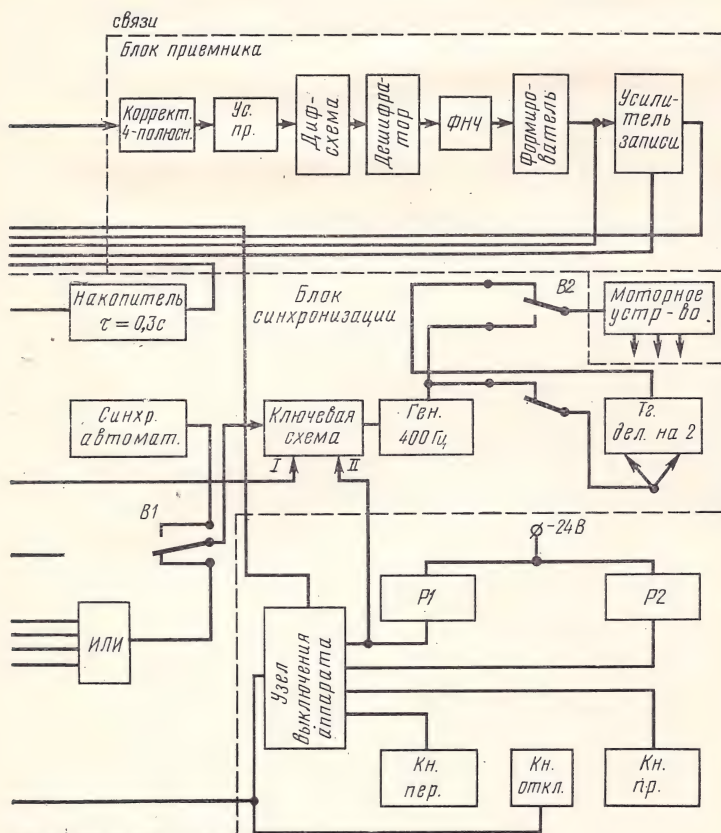 связи
Блок приемника
Коррект.
4-полюсн.
Ус.
пр.
Диф-
схема
Дешифра-
тор
ФНЧ
Формиро-
ватель
Усили-
тель
записи
Накопитель
τ = 0,3с
Блок
синхронизации
В2
Моторное
устр-во
Синхр.
автомат.
Ключевая
схема
Ген.
400Гц
Тг.
дел. на 2
I
II
В1
-24В
Р1
Р2
ИЛИ
Узел
выключения
аппарата
Кн.
пер.
Кн.
откл.
Кн.
пр.